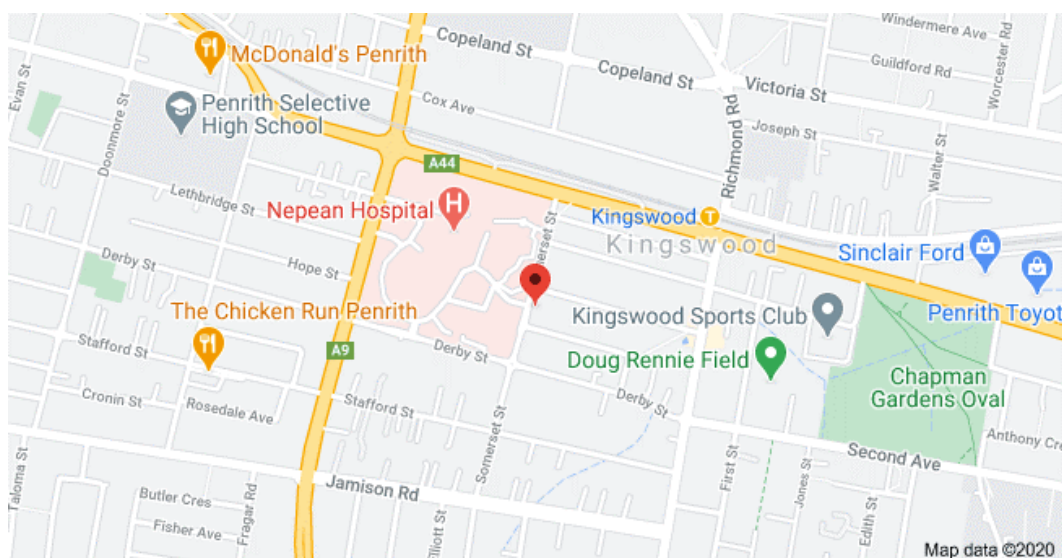 Windermere Ave
Copeland St
McDonald's Penrith
Worcester Rd
Guildford Rd
Copeland St
Victoria St
Evan St
Cox Ave
Penrith Selective
High School
Doonmore St
Joseph St
Richmond Rd
Walter St
A44
Lethbridge St
Nepean Hospital
H
Kingswood
T
Kingswood
Sinclair Ford
Derby St
Hope St
The Chicken Run Penrith
Kingswood Sports Club
Penrith Toyot
Stafford St
A9
Derby St
Doug Rennie Field
Chapman
Gardens Oval
Cronin St
Rosedale Ave
Stafford St
Derby St
Somerset St
Anthony Cre
Second Ave
Taloma St
Jamison Rd
First St
Jones St
Edith St
Butler Cres
Fragar Rd
Fisher Ave
Map data ©2020